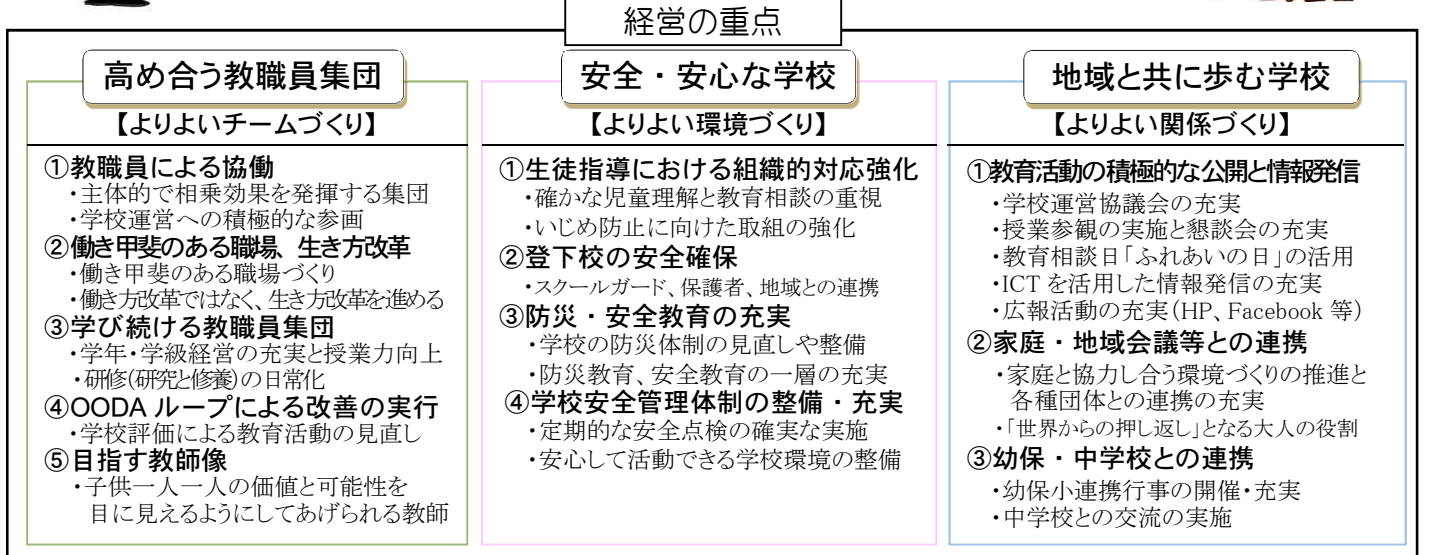 経営の重点
高め合う教職員集団
【よりよいチームづくり】
①教職員による協働
・主体的で相乗効果を発揮する集団
・学校運営への積極的な参画
②働き甲斐のある職場、生き方改革
・働き甲斐のある職場づくり
・働き方改革ではなく、生き方改革を進める
③学び続ける教職員集団
・学年・学級経営の充実と授業力向上
・研修(研究と修養)の日常化
④OODA ループによる改善の実行
・学校評価による教育活動の見直し
⑤目指す教師像
・子供一人一人の価値と可能性を
目に見えるようにしてあげられる教師
安全・安心な学校
【よりよい環境づくり】
①生徒指導における組織的対応強化
・確かな児童理解と教育相談の重視
・いじめ防止に向けた取組の強化
②登下校の安全確保
・スクールガード、保護者、地域との連携
③防災・安全教育の充実
・学校の防災体制の見直しや整備
・防災教育、安全教育の一層の充実
④学校安全管理体制の整備・充実
・定期的な安全点検の確実な実施
・安心して活動できる学校環境の整備
地域と共に歩む学校
【よりよい関係づくり】
①教育活動の積極的な公開と情報発信
・学校運営協議会の充実
・授業参観の実施と懇談会の充実
・教育相談日「ふれあいの日」の活用
・ICT を活用した情報発信の充実
・広報活動の充実(HP、Facebook 等)
②家庭・地域会議等との連携
・家庭と協力し合う環境づくりの推進と
各種団体との連携の充実
・「世界からの押し返し」となる大人の役割
③幼保・中学校との連携
・幼保小連携行事の開催・充実
・中学校との交流の実施